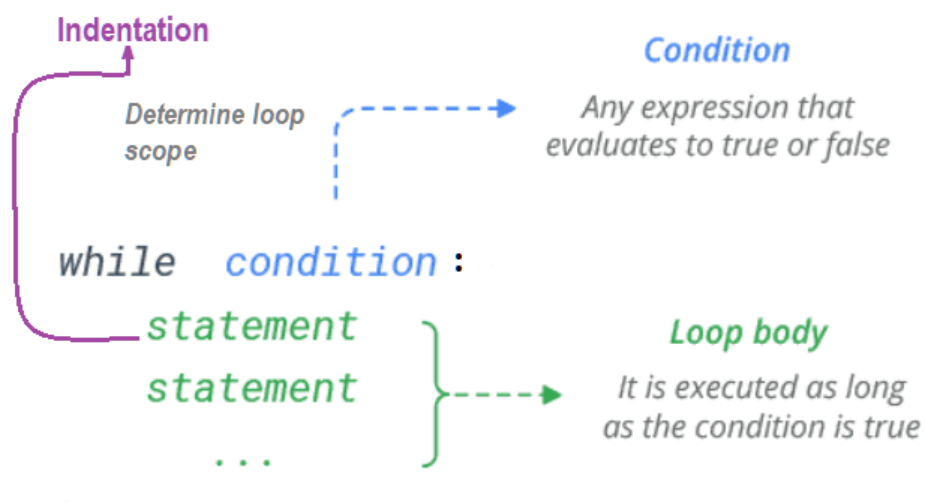 Indentation
Condition
Determine loop
scope
Any expression that
evaluates to true or false
while condition :
statement
statement
...
Loop body
It is executed as long
as the condition is true